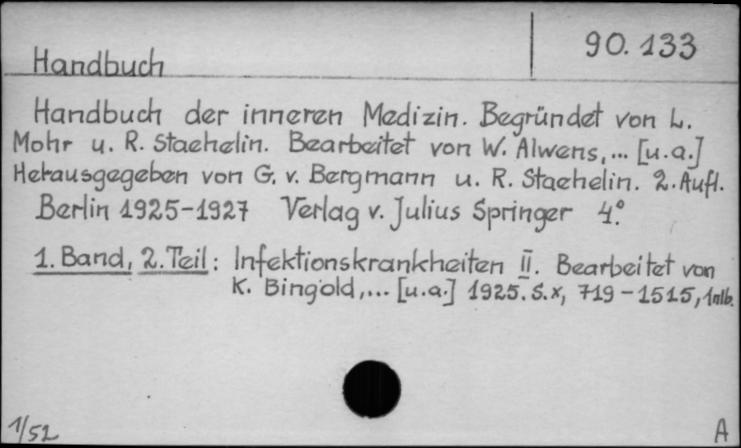 90.133
Handbuch
Handbuch der inneren Medizin. Begründet von L.
Mohr u. R. Staehelin. Bearbeitet von W. Alwens,... [u.a.]
Herausgegeben von G. v. Bergmann u. R. Staehelin. 2. Aufl.
Berlin 1925-1927 Verlag v. Julius Springer 4.°
1. Band, 2. Teil: Infektionskrankheiten II. Bearbeitet von
K. Bingold,... [u.a.] 1925. S.x, 719-1515,
1/52
A